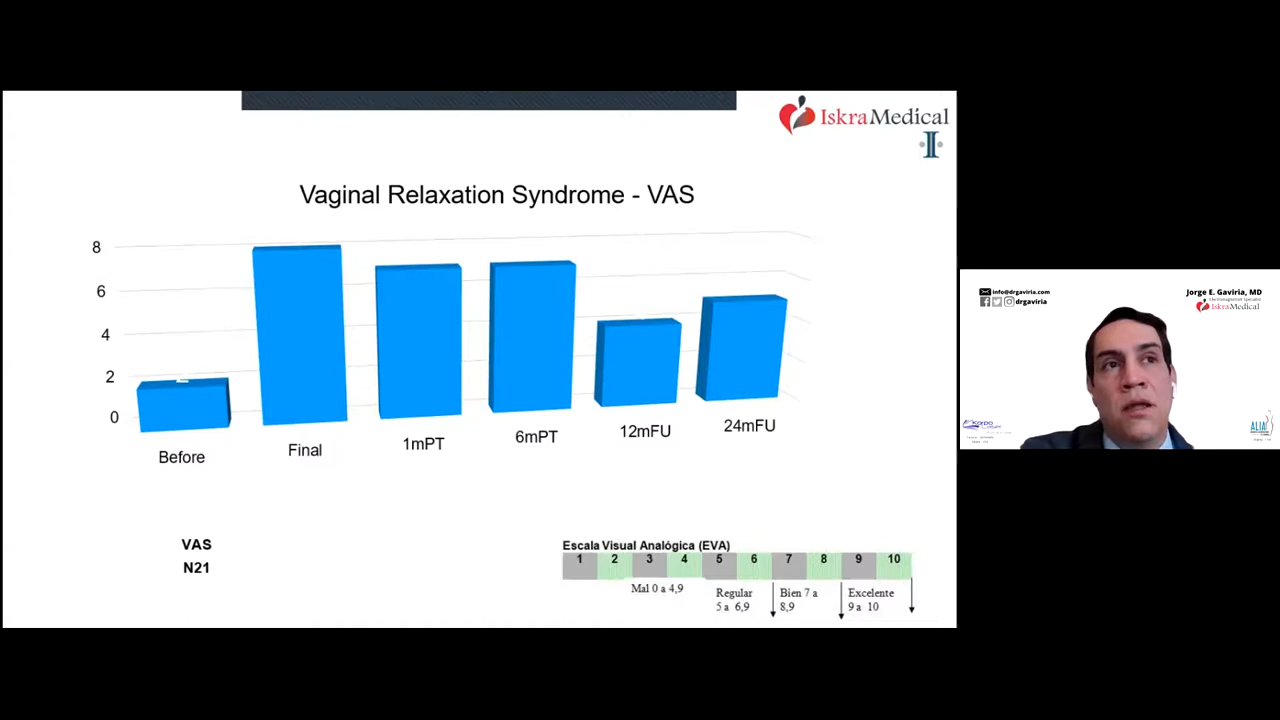 IskraMedical
Vaginal Relaxation Syndrome - VAS
8
6
4
2
0
Before
Final
1mPT
6mPT
12mFU
24mFU
VAS
N21
Escala Visual Analógica (EVA)
1 2 3 4 5 6 7 8 9 10
Mal 0 a 4,9
Regular
5 a 6,9
Bien 7 a
8,9
Excelente
9 a 10
info@drgaviria.com
drgaviria
Jorge E. Gaviria, MD
IskraMedical
ALIA